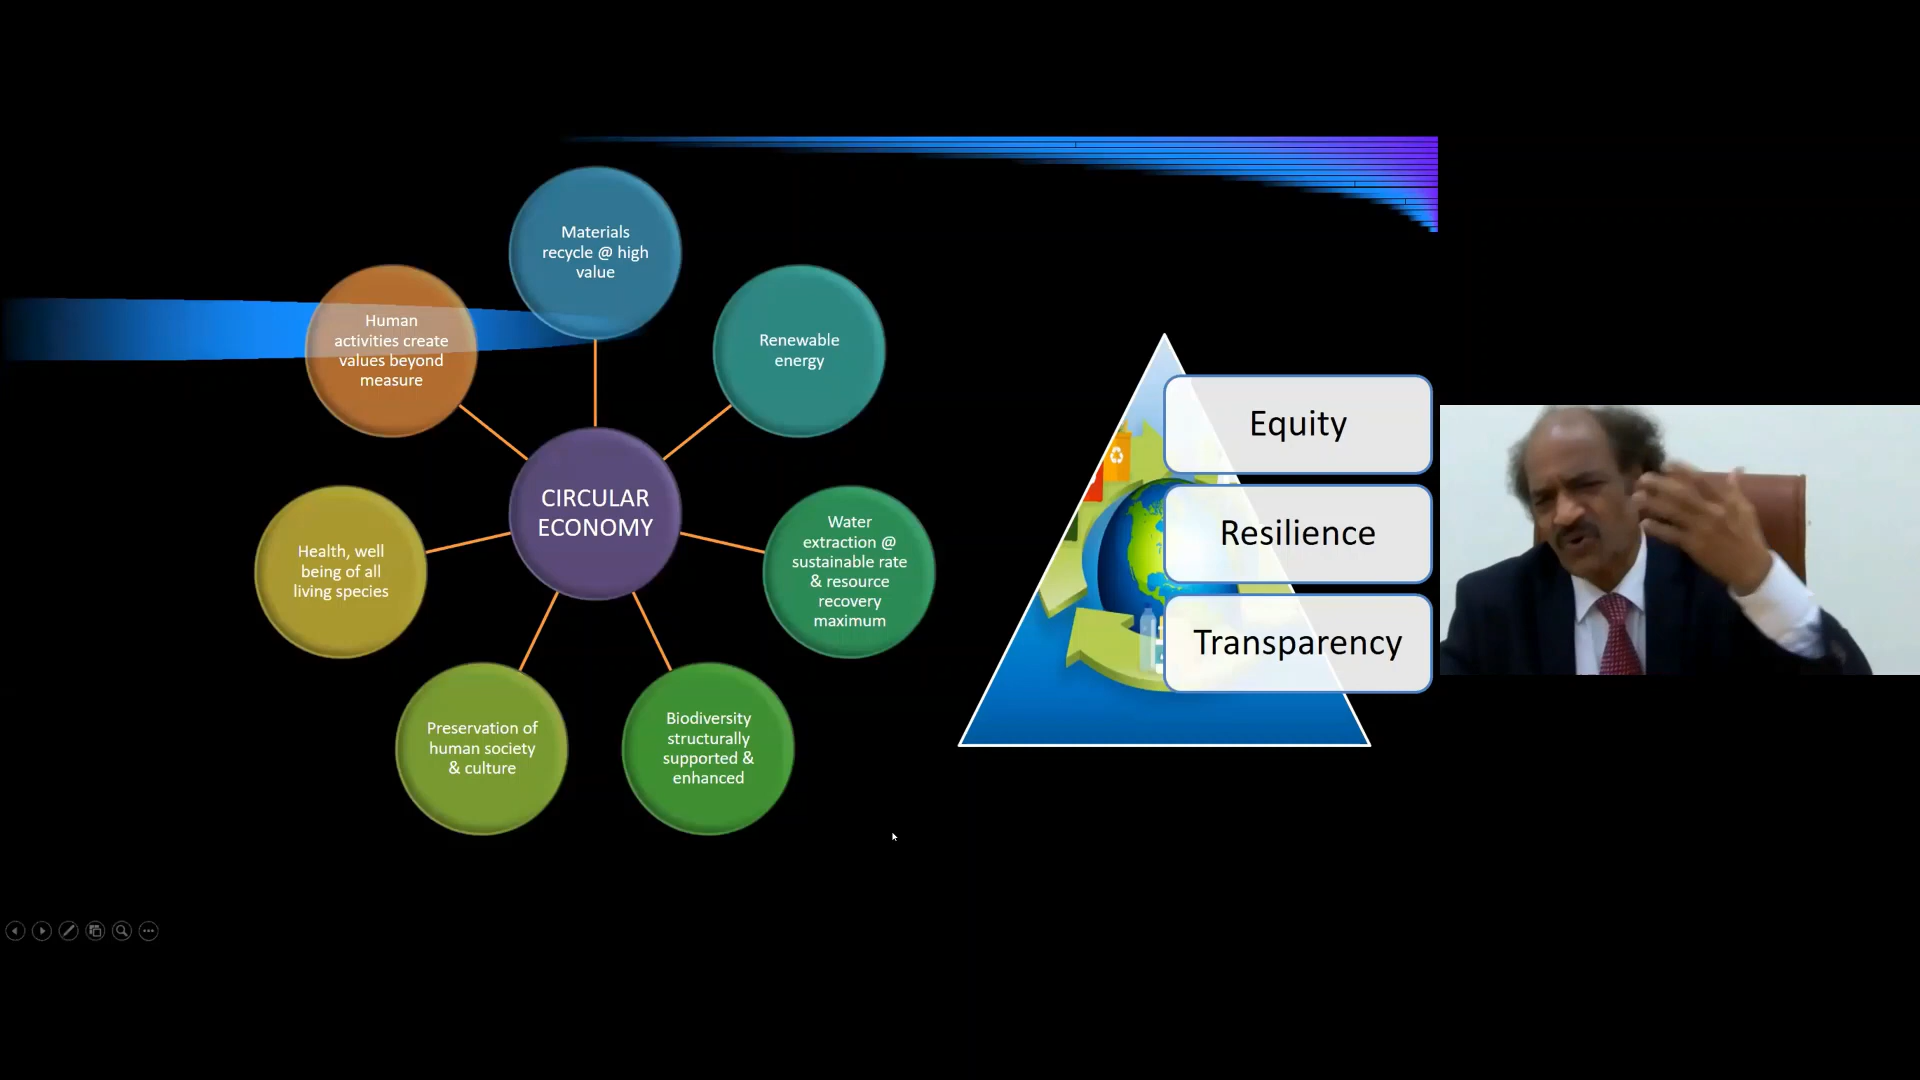 Materials
recycle @ high
value
Renewable
energy
Water
extraction @
sustainable rate
& resource
recovery
maximum
Biodiversity
structurally
supported &
enhanced
Preservation of
human society
& culture
Health, well
being of all
living species
Human
activities create
values beyond
measure
CIRCULAR
ECONOMY
Equity
Resilience
Transparency